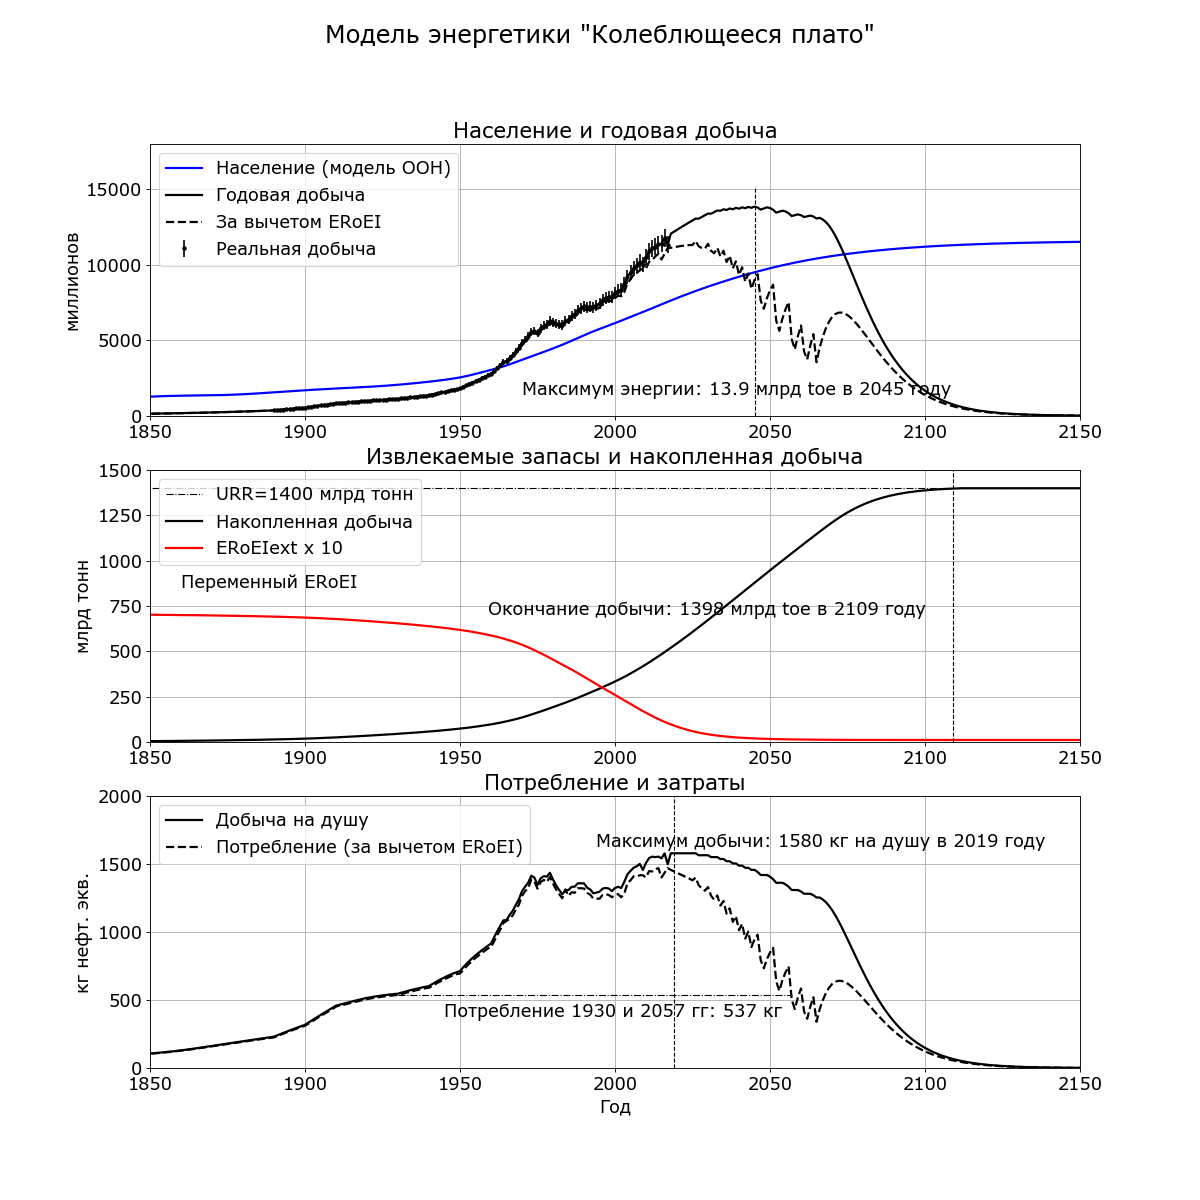 Модель энергетики "Колеблющееся плато"
Население и годовая добыча
миллионов
15000
10000
5000
0
Население (модель ООН)
Годовая добыча
За вычетом ERoEI
Реальная добыча
Максимум энергии: 13.9 млрд toe в 2045 году
1850 1900 1950 2000 2050 2100 2150
Извлекаемые запасы и накопленная добыча
млрд тонн
1500
1250
1000
750
500
250
0
URR=1400 млрд тонн
Накопленная добыча
ERoEIext x 10
Переменный ERoEI
Окончание добычи: 1398 млрд toe в 2109 году
1850 1900 1950 2000 2050 2100 2150
Потребление и затраты
кг нефт. экв.
2000
1500
1000
500
0
Добыча на душу
Потребление (за вычетом ERoEI)
Максимум добычи: 1580 кг на душу в 2019 году
Потребление 1930 и 2057 гг: 537 кг
1850 1900 1950 2000 2050 2100 2150
Год